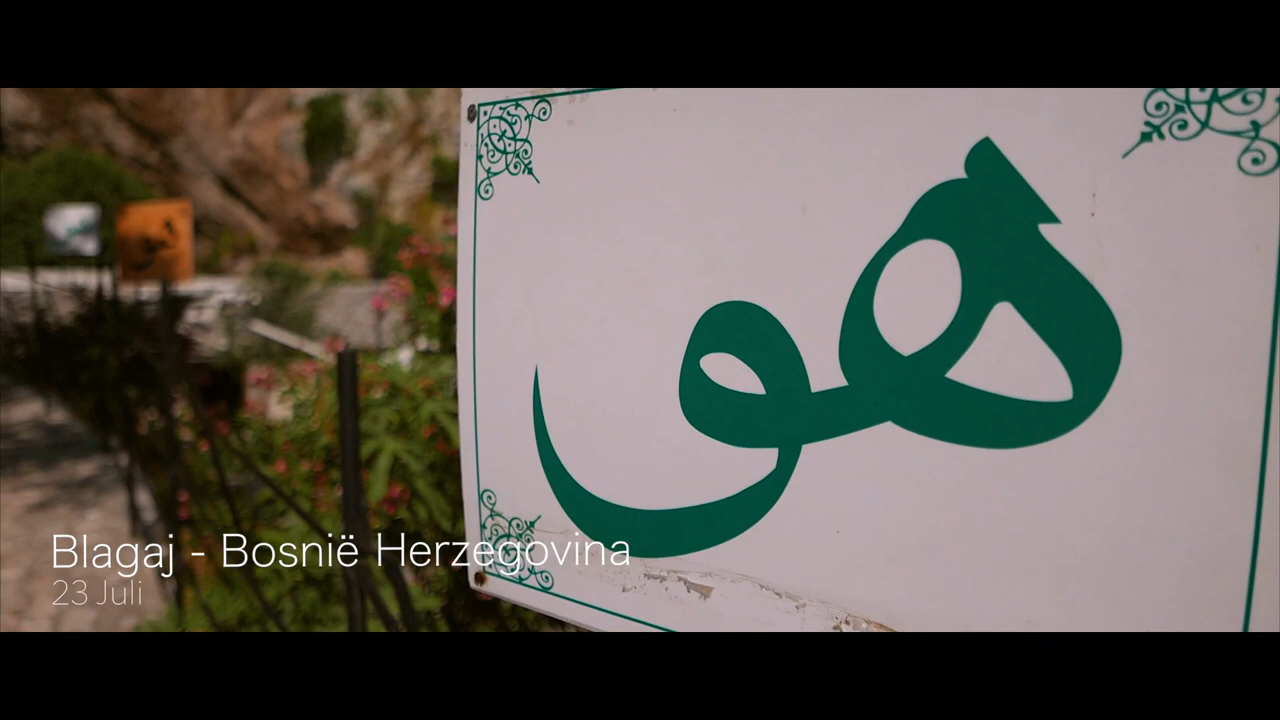 هو
Blagaj - Bosnië Herzegovina
23 Juli